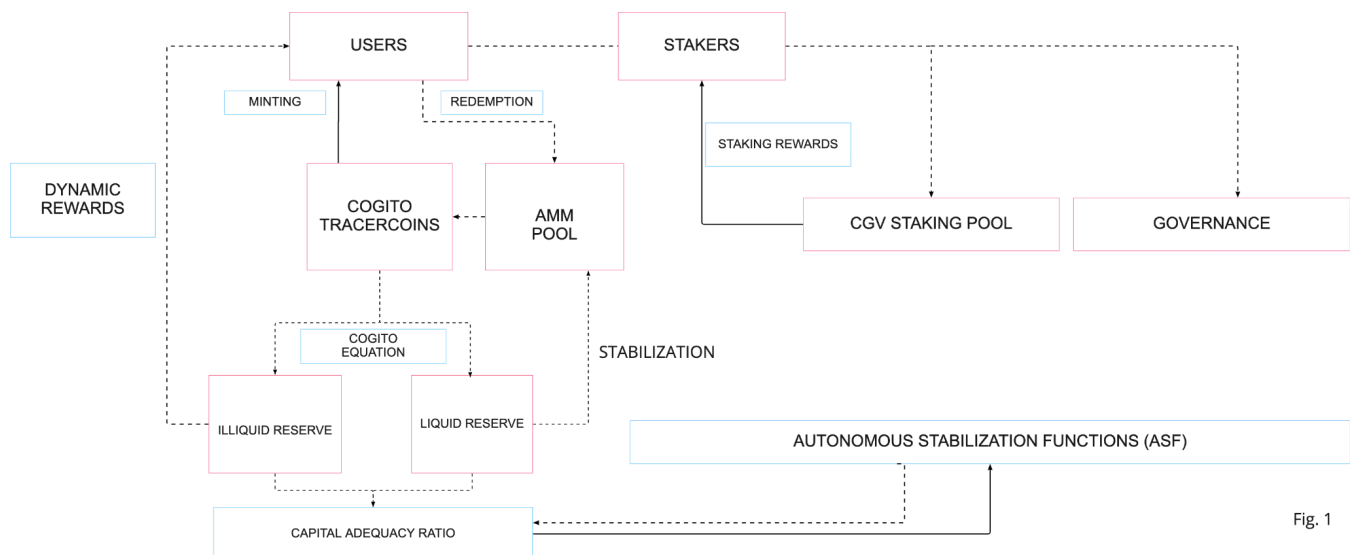 USERS
STAKERS
MINTING
REDEMPTION
STAKING REWARDS
DYNAMIC
REWARDS
COGITO
TRACERCOINS
AMM
POOL
CGV STAKING POOL
GOVERNANCE
COGITO
EQUATION
STABILIZATION
ILLIQUID RESERVE
LIQUID RESERVE
AUTONOMOUS STABILIZATION FUNCTIONS (ASF)
CAPITAL ADEQUACY RATIO
Fig. 1